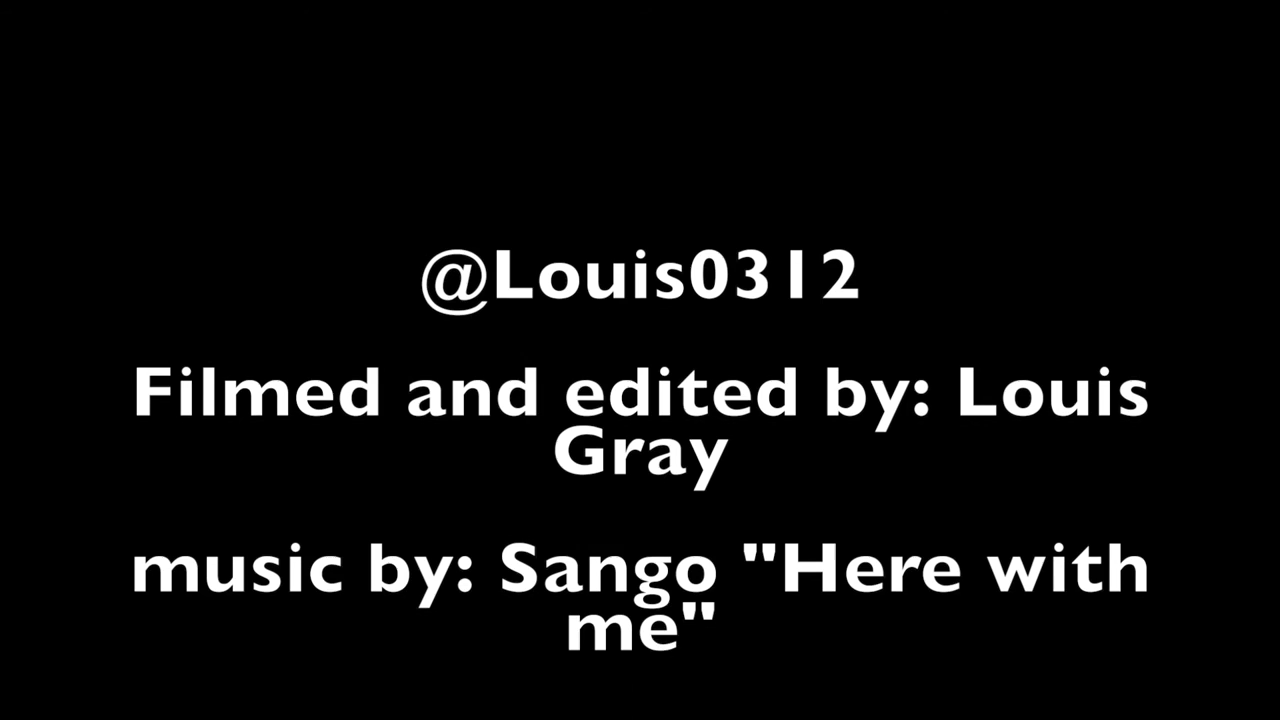 @Louis0312
Filmed and edited by: Louis
Gray
music by: Sango "Here with
me"